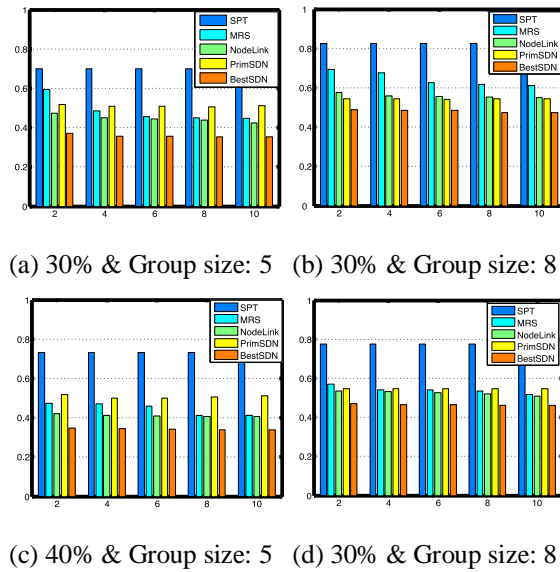 1
0.8
0.6
0.4
0.2
0
2 4 6 8 10
SPT
MRS
NodeLink
PrimSDN
BestSDN
1
0.8
0.6
0.4
0.2
0
2 4 6 8 10
SPT
MRS
NodeLink
PrimSDN
BestSDN
(a) 30% & Group size: 5 (b) 30% & Group size: 8
1
0.8
0.6
0.4
0.2
0
2 4 6 8 10
SPT
MRS
NodeLink
PrimSDN
BestSDN
1
0.8
0.6
0.4
0.2
0
2 4 6 8 10
SPT
MRS
NodeLink
PrimSDN
BestSDN
(c) 40% & Group size: 5 (d) 30% & Group size: 8